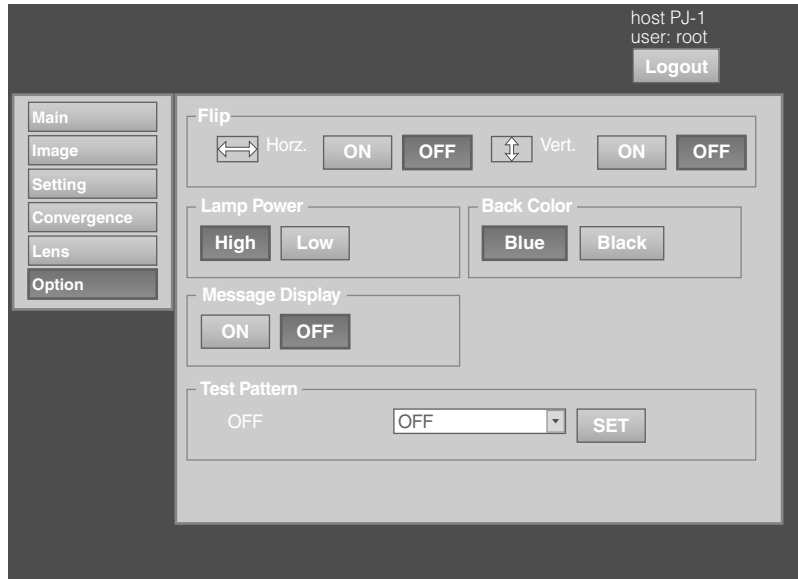 host PJ-1
user: root
Logout
Main
Image
Setting
Convergence
Lens
Option
Flip
Horz. ON OFF Vert. ON OFF
Lamp Power
High Low
Back Color
Blue Black
Message Display
ON OFF
Test Pattern
OFF OFF SET